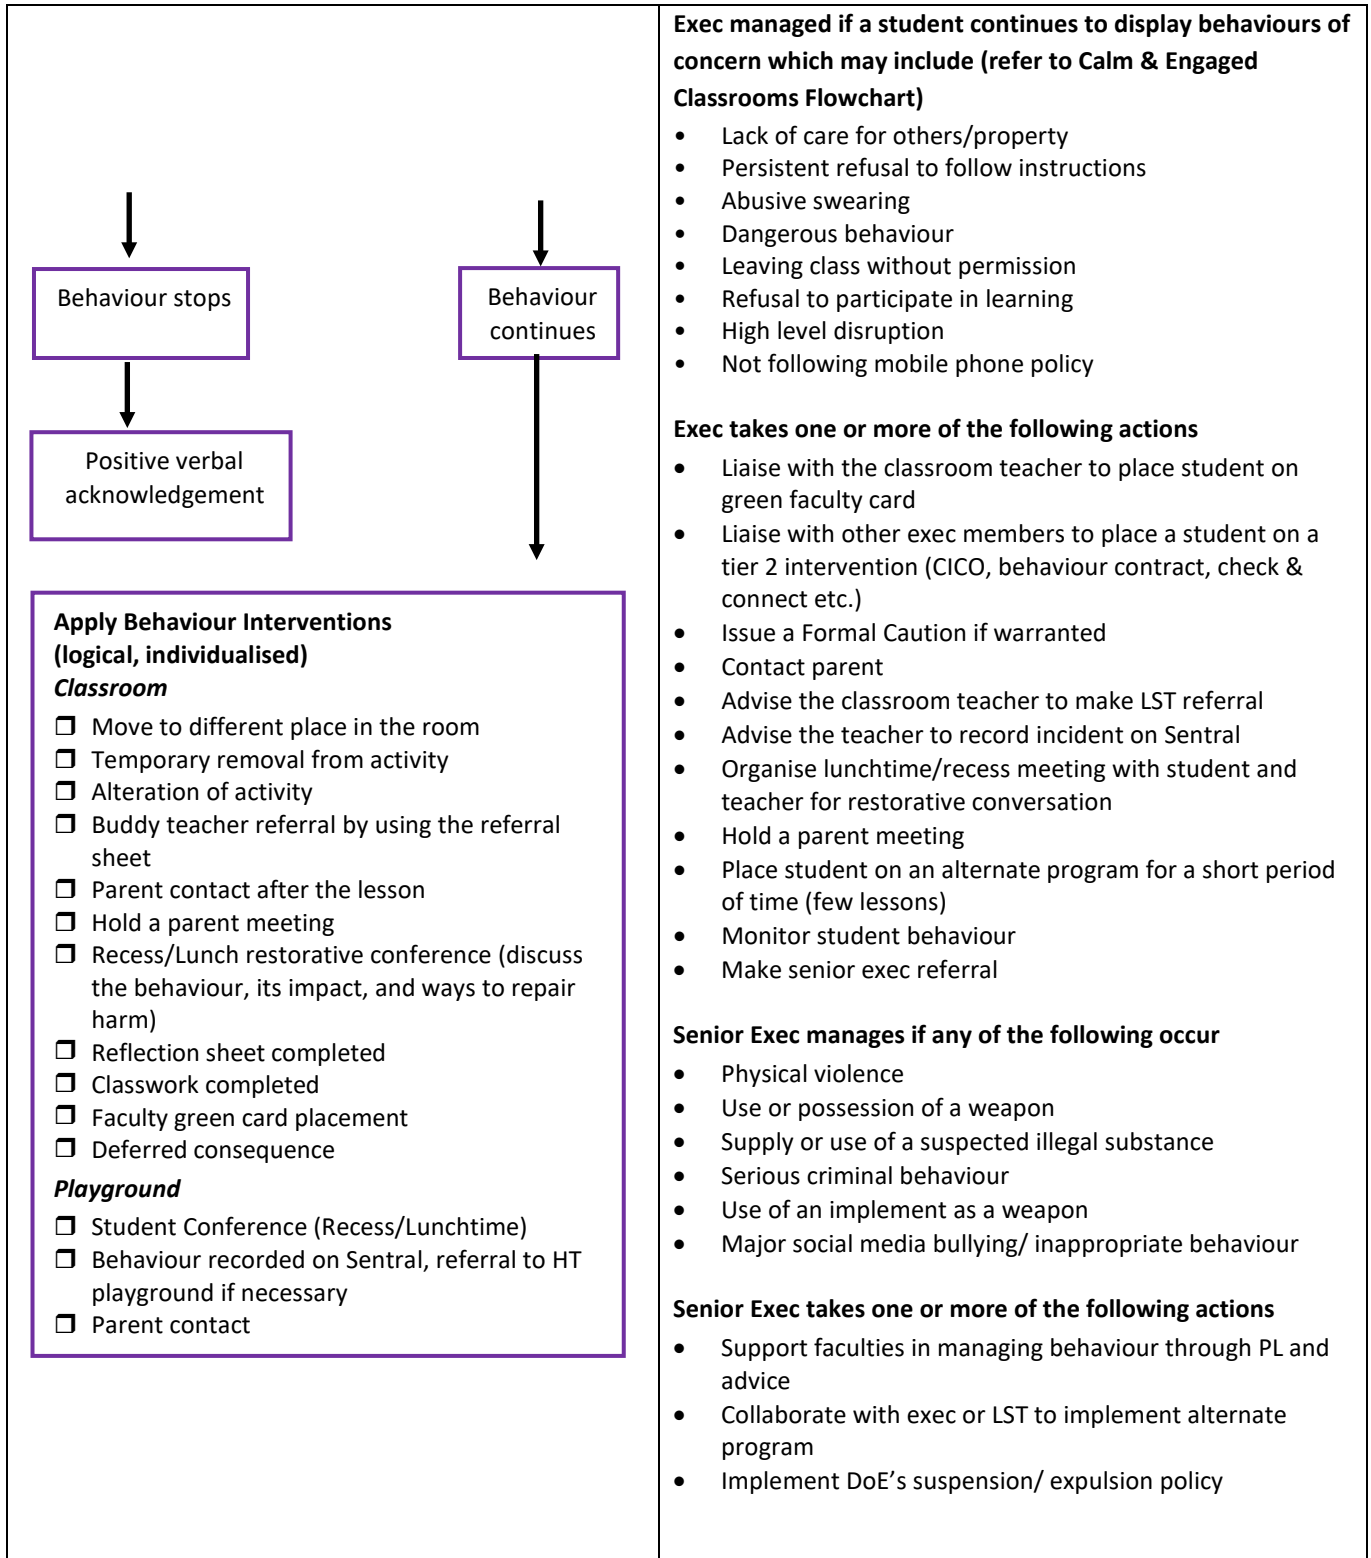 Behaviour stops
Behaviour
continues
Positive verbal
acknowledgement
Apply Behaviour Interventions
(logical, individualised)
Classroom
❒ Move to different place in the room
❒ Temporary removal from activity
❒ Alteration of activity
❒ Buddy teacher referral by using the referral
sheet
❒ Parent contact after the lesson
❒ Hold a parent meeting
❒ Recess/Lunch restorative conference (discuss
the behaviour, its impact, and ways to repair
harm)
❒ Reflection sheet completed
❒ Classwork completed
❒ Faculty green card placement
❒ Deferred consequence
Playground
❒ Student Conference (Recess/Lunchtime)
❒ Behaviour recorded on Sentral, referral to HT
playground if necessary
❒ Parent contact
Exec managed if a student continues to display behaviours of
concern which may include (refer to Calm & Engaged
Classrooms Flowchart)
• Lack of care for others/property
• Persistent refusal to follow instructions
• Abusive swearing
• Dangerous behaviour
• Leaving class without permission
• Refusal to participate in learning
• High level disruption
• Not following mobile phone policy
Exec takes one or more of the following actions
• Liaise with the classroom teacher to place student on
green faculty card
• Liaise with other exec members to place a student on a
tier 2 intervention (CICO, behaviour contract, check &
connect etc.)
• Issue a Formal Caution if warranted
• Contact parent
• Advise the classroom teacher to make LST referral
• Advise the teacher to record incident on Sentral
• Organise lunchtime/recess meeting with student and
teacher for restorative conversation
• Hold a parent meeting
• Place student on an alternate program for a short period
of time (few lessons)
• Monitor student behaviour
• Make senior exec referral
Senior Exec manages if any of the following occur
• Physical violence
• Use or possession of a weapon
• Supply or use of a suspected illegal substance
• Serious criminal behaviour
• Use of an implement as a weapon
• Major social media bullying/ inappropriate behaviour
Senior Exec takes one or more of the following actions
• Support faculties in managing behaviour through PL and
advice
• Collaborate with exec or LST to implement alternate
program
• Implement DoE's suspension/ expulsion policy